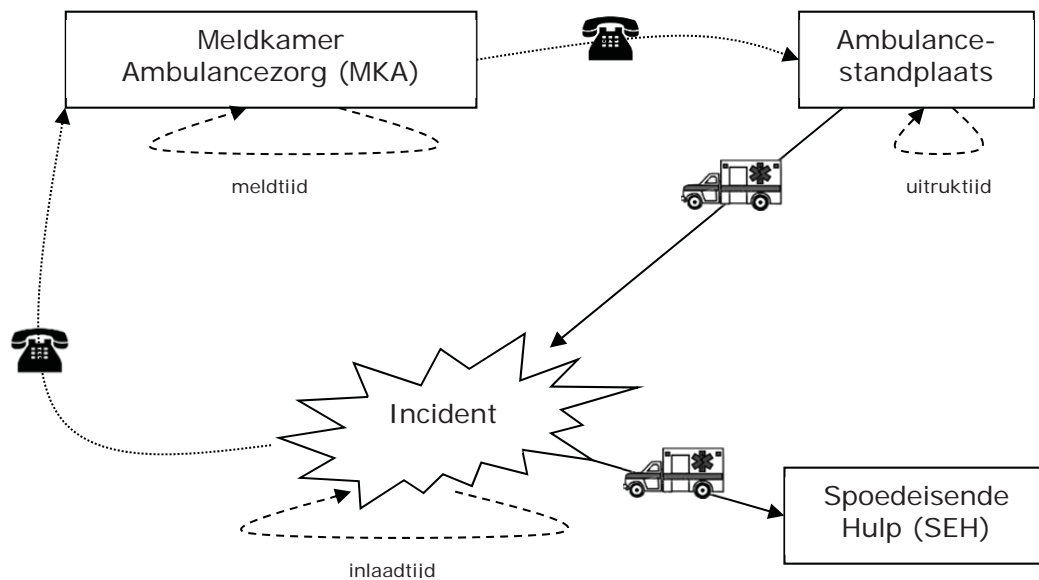 Meldkamer
Ambulancezorg (MKA)
Ambulance-
standplaats
meldtijd
uitruktijd
Incident
Spoedeisende
Hulp (SEH)
inlaadtijd